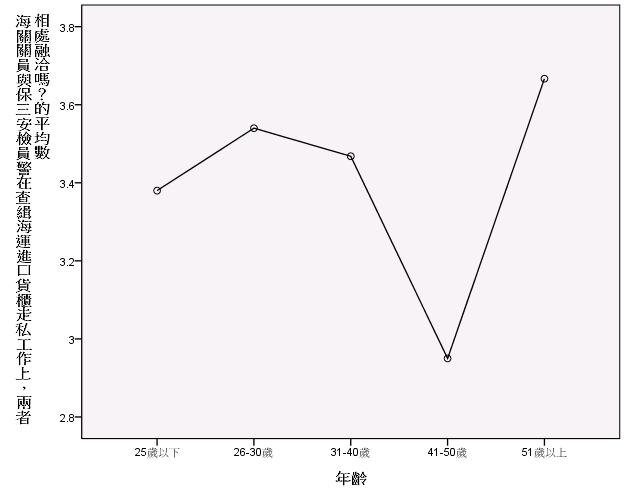 海關關員與保三安檢員警在查緝海運進口貨櫃走私工作上，兩者
相處融洽嗎？的平均數
3.8
3.6
3.4
3.2
3
2.8
25歲以下
26-30歲
31-40歲
41-50歲
51歲以上
年齡